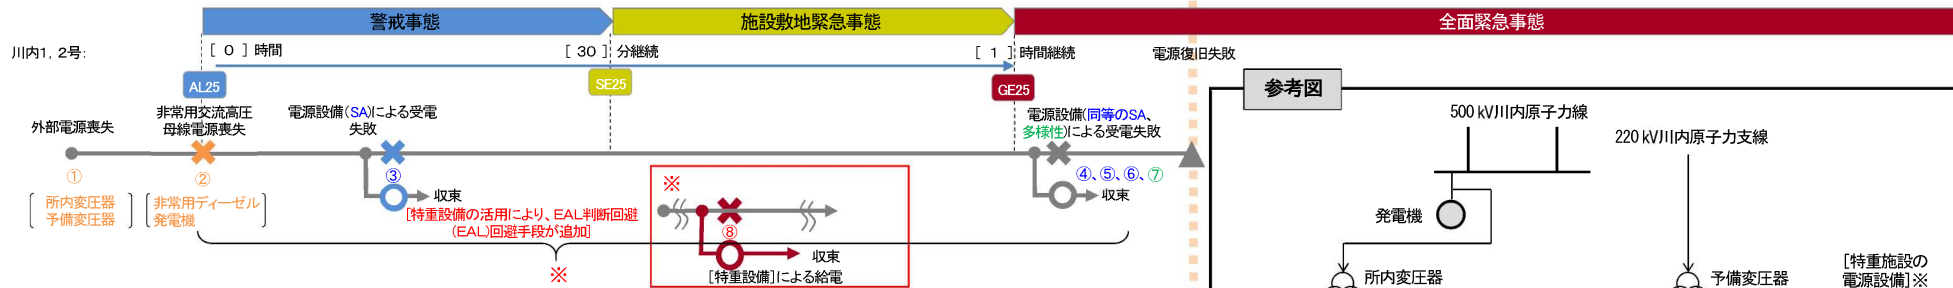 警戒事態
施設敷地緊急事態
全面緊急事態
川内1, 2号:
[ 0 ] 時間
[ 30 ] 分継続
[ 1 ] 時間継続
電源復旧失敗
AL25
SE25
GE25
外部電源喪失
非常用交流高圧
母線電源喪失
電源設備(SA)による受電
失敗
電源設備(同等のSA、
多様性)による受電失敗
①
②
③
④、⑤、⑥、⑦
所内変圧器
予備変圧器
非常用ディーゼル
発電機
収束
収束
[特重設備の活用により、EAL判断回避
(EAL)回避手段が追加]
※
※
⑧
収束
[特重設備]による給電
参考図
500 kV川内原子力線
220 kV川内原子力支線
発電機
所内変圧器
予備変圧器
[特重施設の
電源設備]※